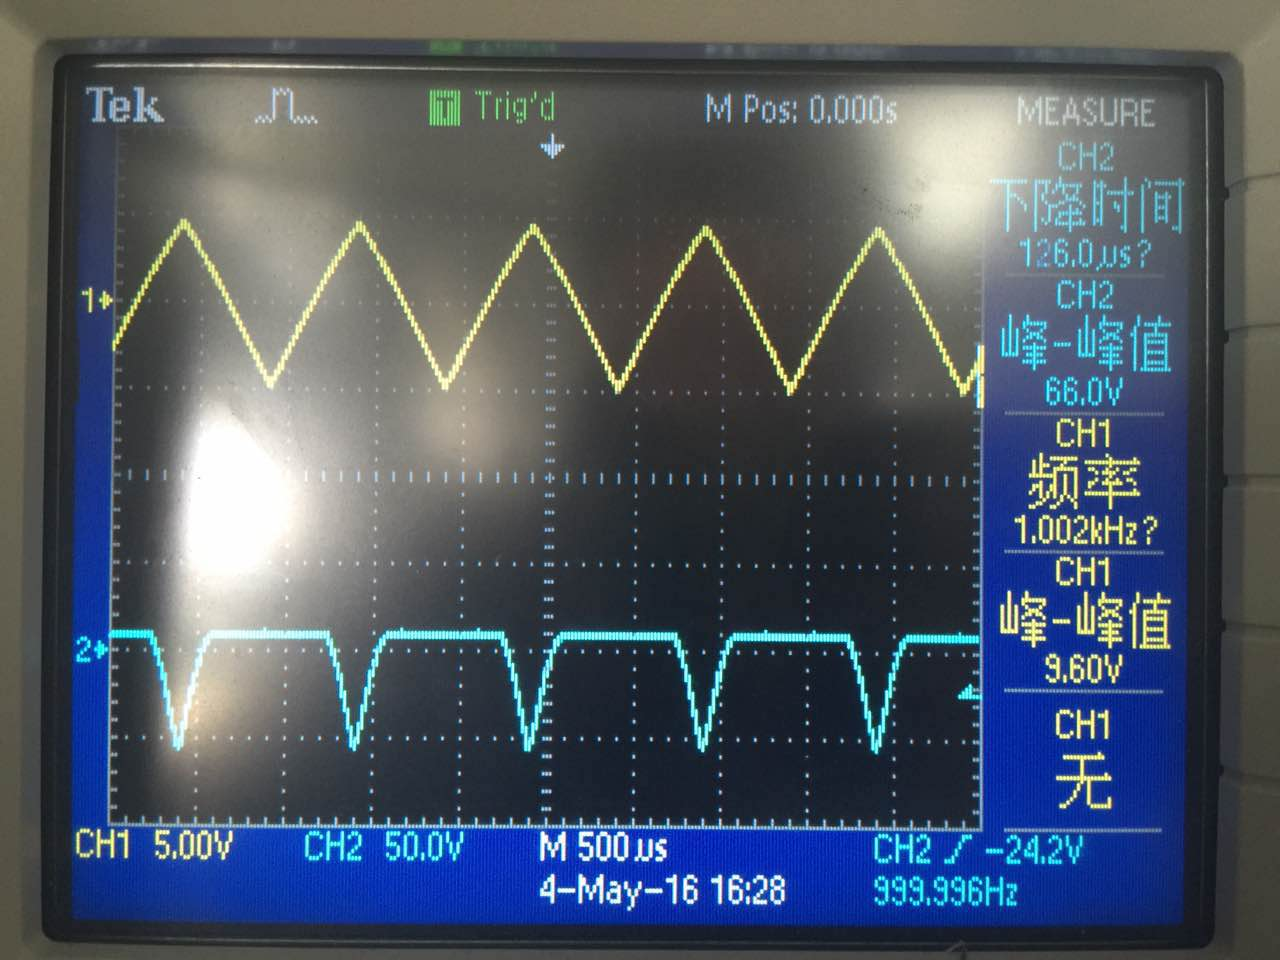 Tek Trig'd M Pos: 0.000s MEASURE
CH2
下降时间
126.0µs?
CH2
峰-峰值
66.0V
CH1
频率
1.002kHz?
CH1
峰-峰值
9.60V
CH1
无
1
2
CH1 5.00V CH2 50.0V M 500µs CH2 -24.2V
4-May-16 16:28 999.996Hz